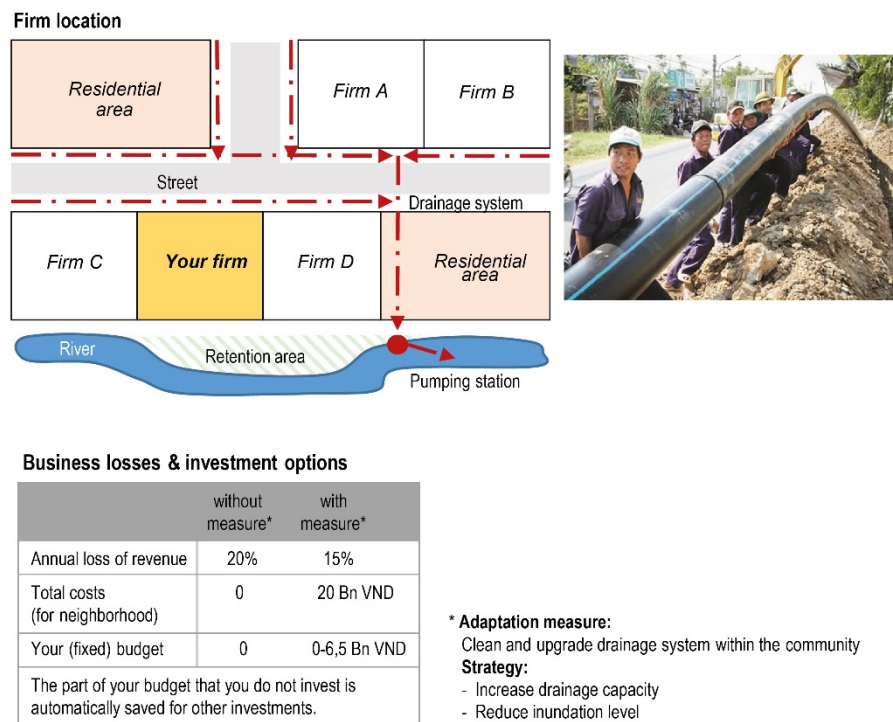 Firm location
Residential
area
Firm A
Firm B
Street
Drainage system
Firm C
Your firm
Firm D
Residential
area
River
Retention area
Pumping station
Business losses & investment options
without
measure*
with
measure*
Annual loss of revenue 20% 15%
Total costs
(for neighborhood) 0 20 Bn VND
Your (fixed) budget 0 0-6,5 Bn VND
The part of your budget that you do not invest is
automatically saved for other investments.
* Adaptation measure:
Clean and upgrade drainage system within the community
Strategy:
- Increase drainage capacity
- Reduce inundation level